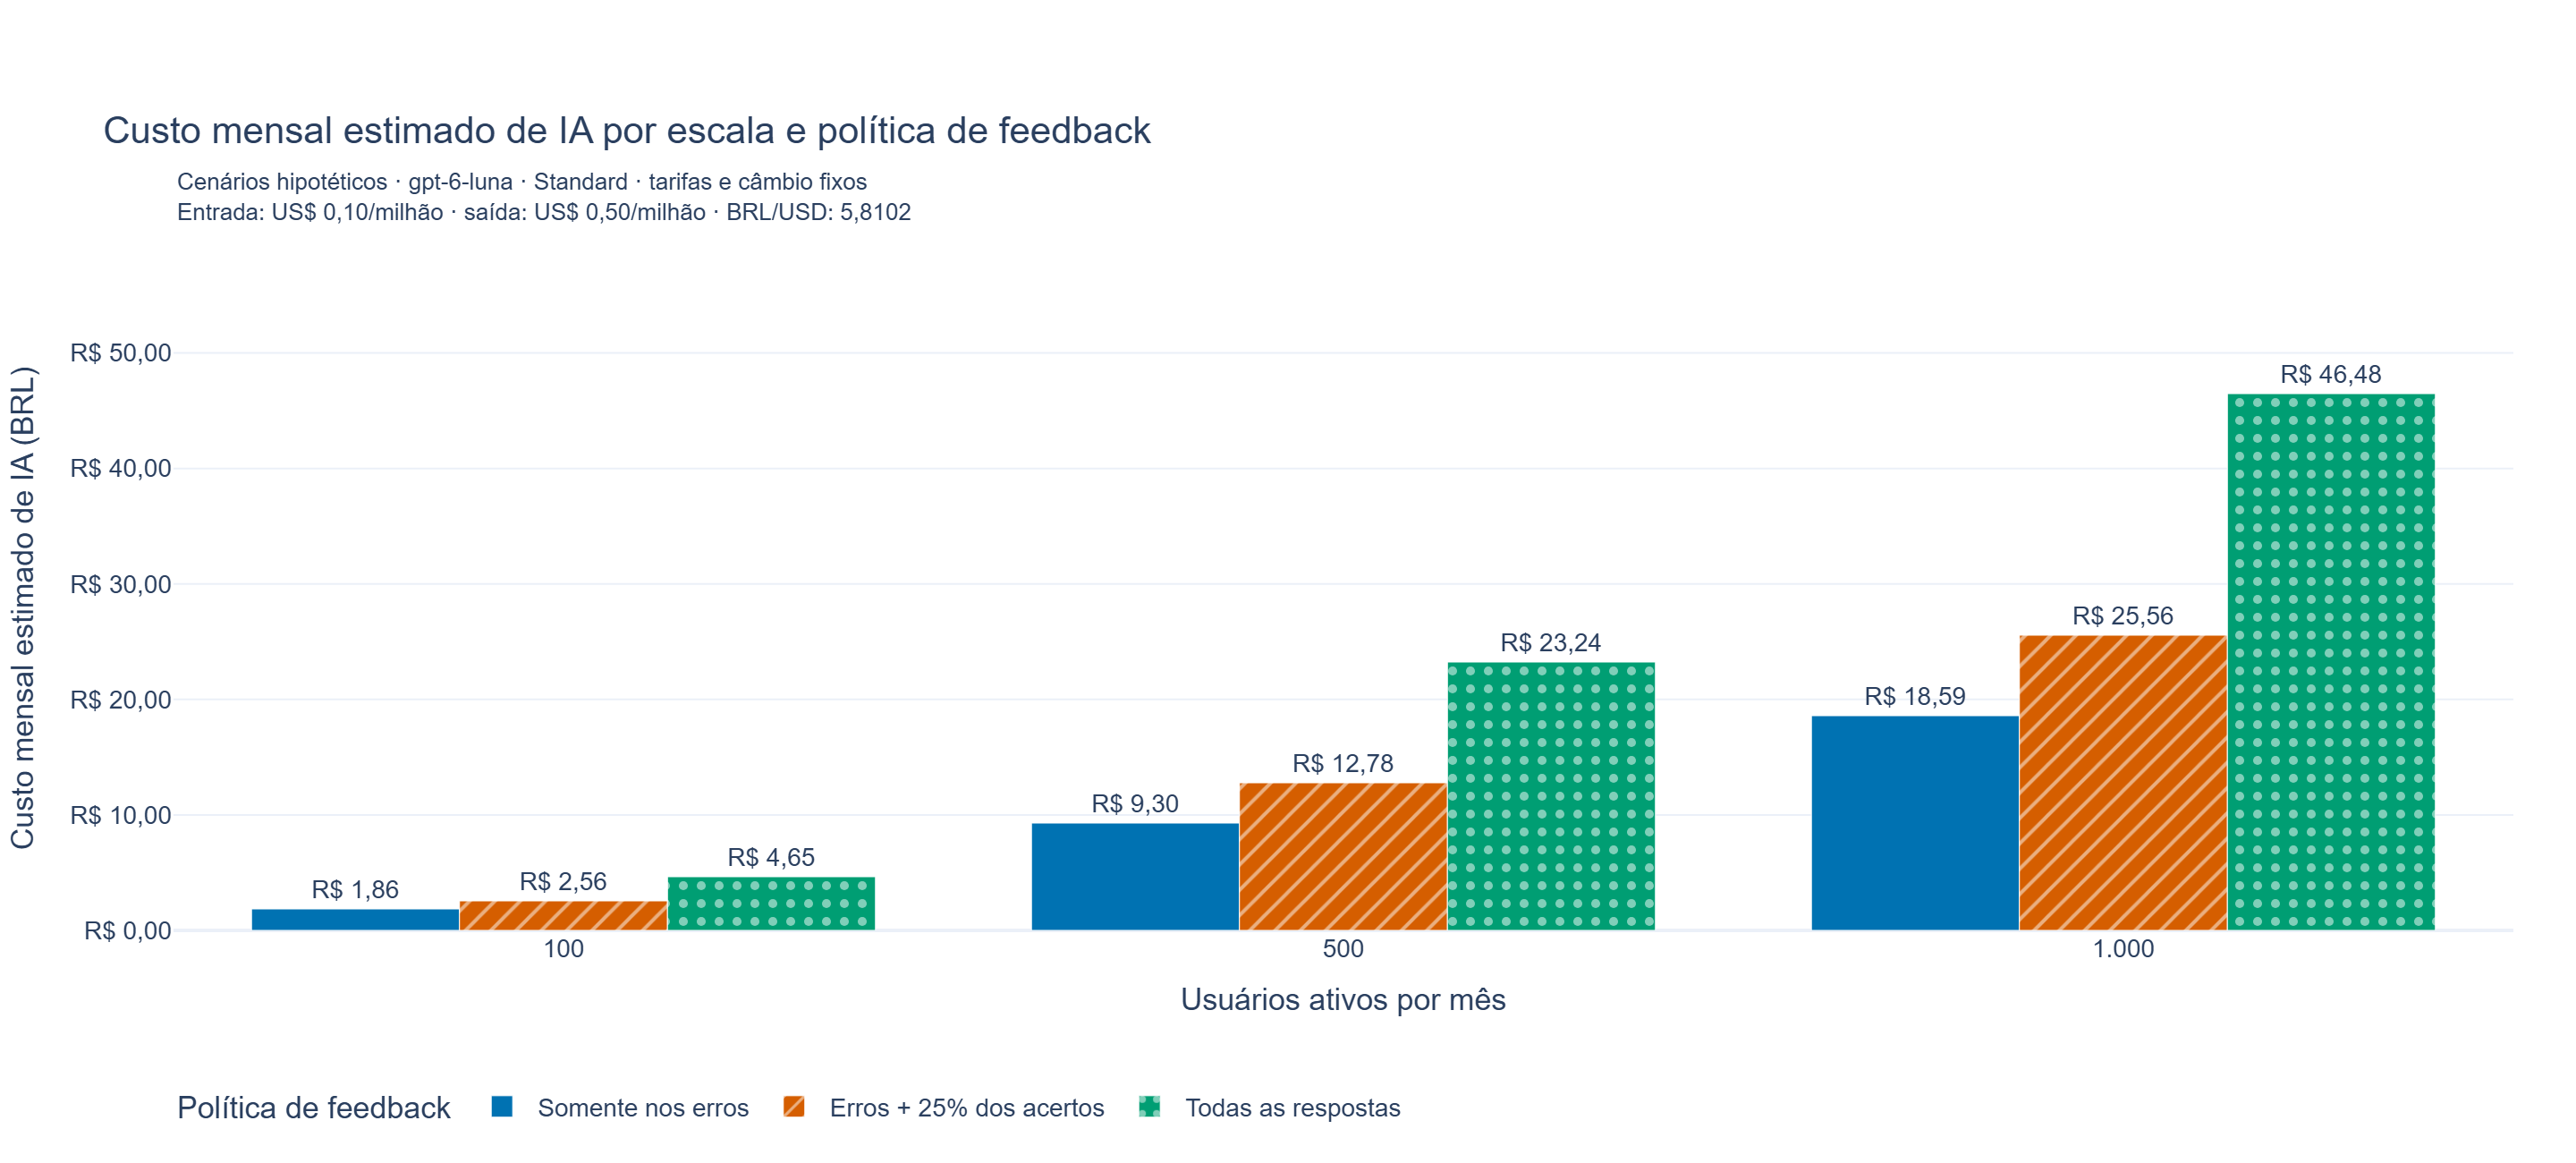 Custo mensal estimado de IA por escala e política de feedback
Cenários hipotéticos · gpt-6-luna · Standard · tarifas e câmbio fixos
Entrada: US$ 0,10/milhão · saída: US$ 0,50/milhão · BRL/USD: 5,8102
Custo mensal estimado de IA (BRL)
R$ 50,00
R$ 40,00
R$ 30,00
R$ 20,00
R$ 10,00
R$ 0,00
R$ 1,86
R$ 2,56
R$ 4,65
R$ 9,30
R$ 12,78
R$ 23,24
R$ 18,59
R$ 25,56
R$ 46,48
100
500
1.000
Usuários ativos por mês
Política de feedback
Somente nos erros
Erros + 25% dos acertos
Todas as respostas